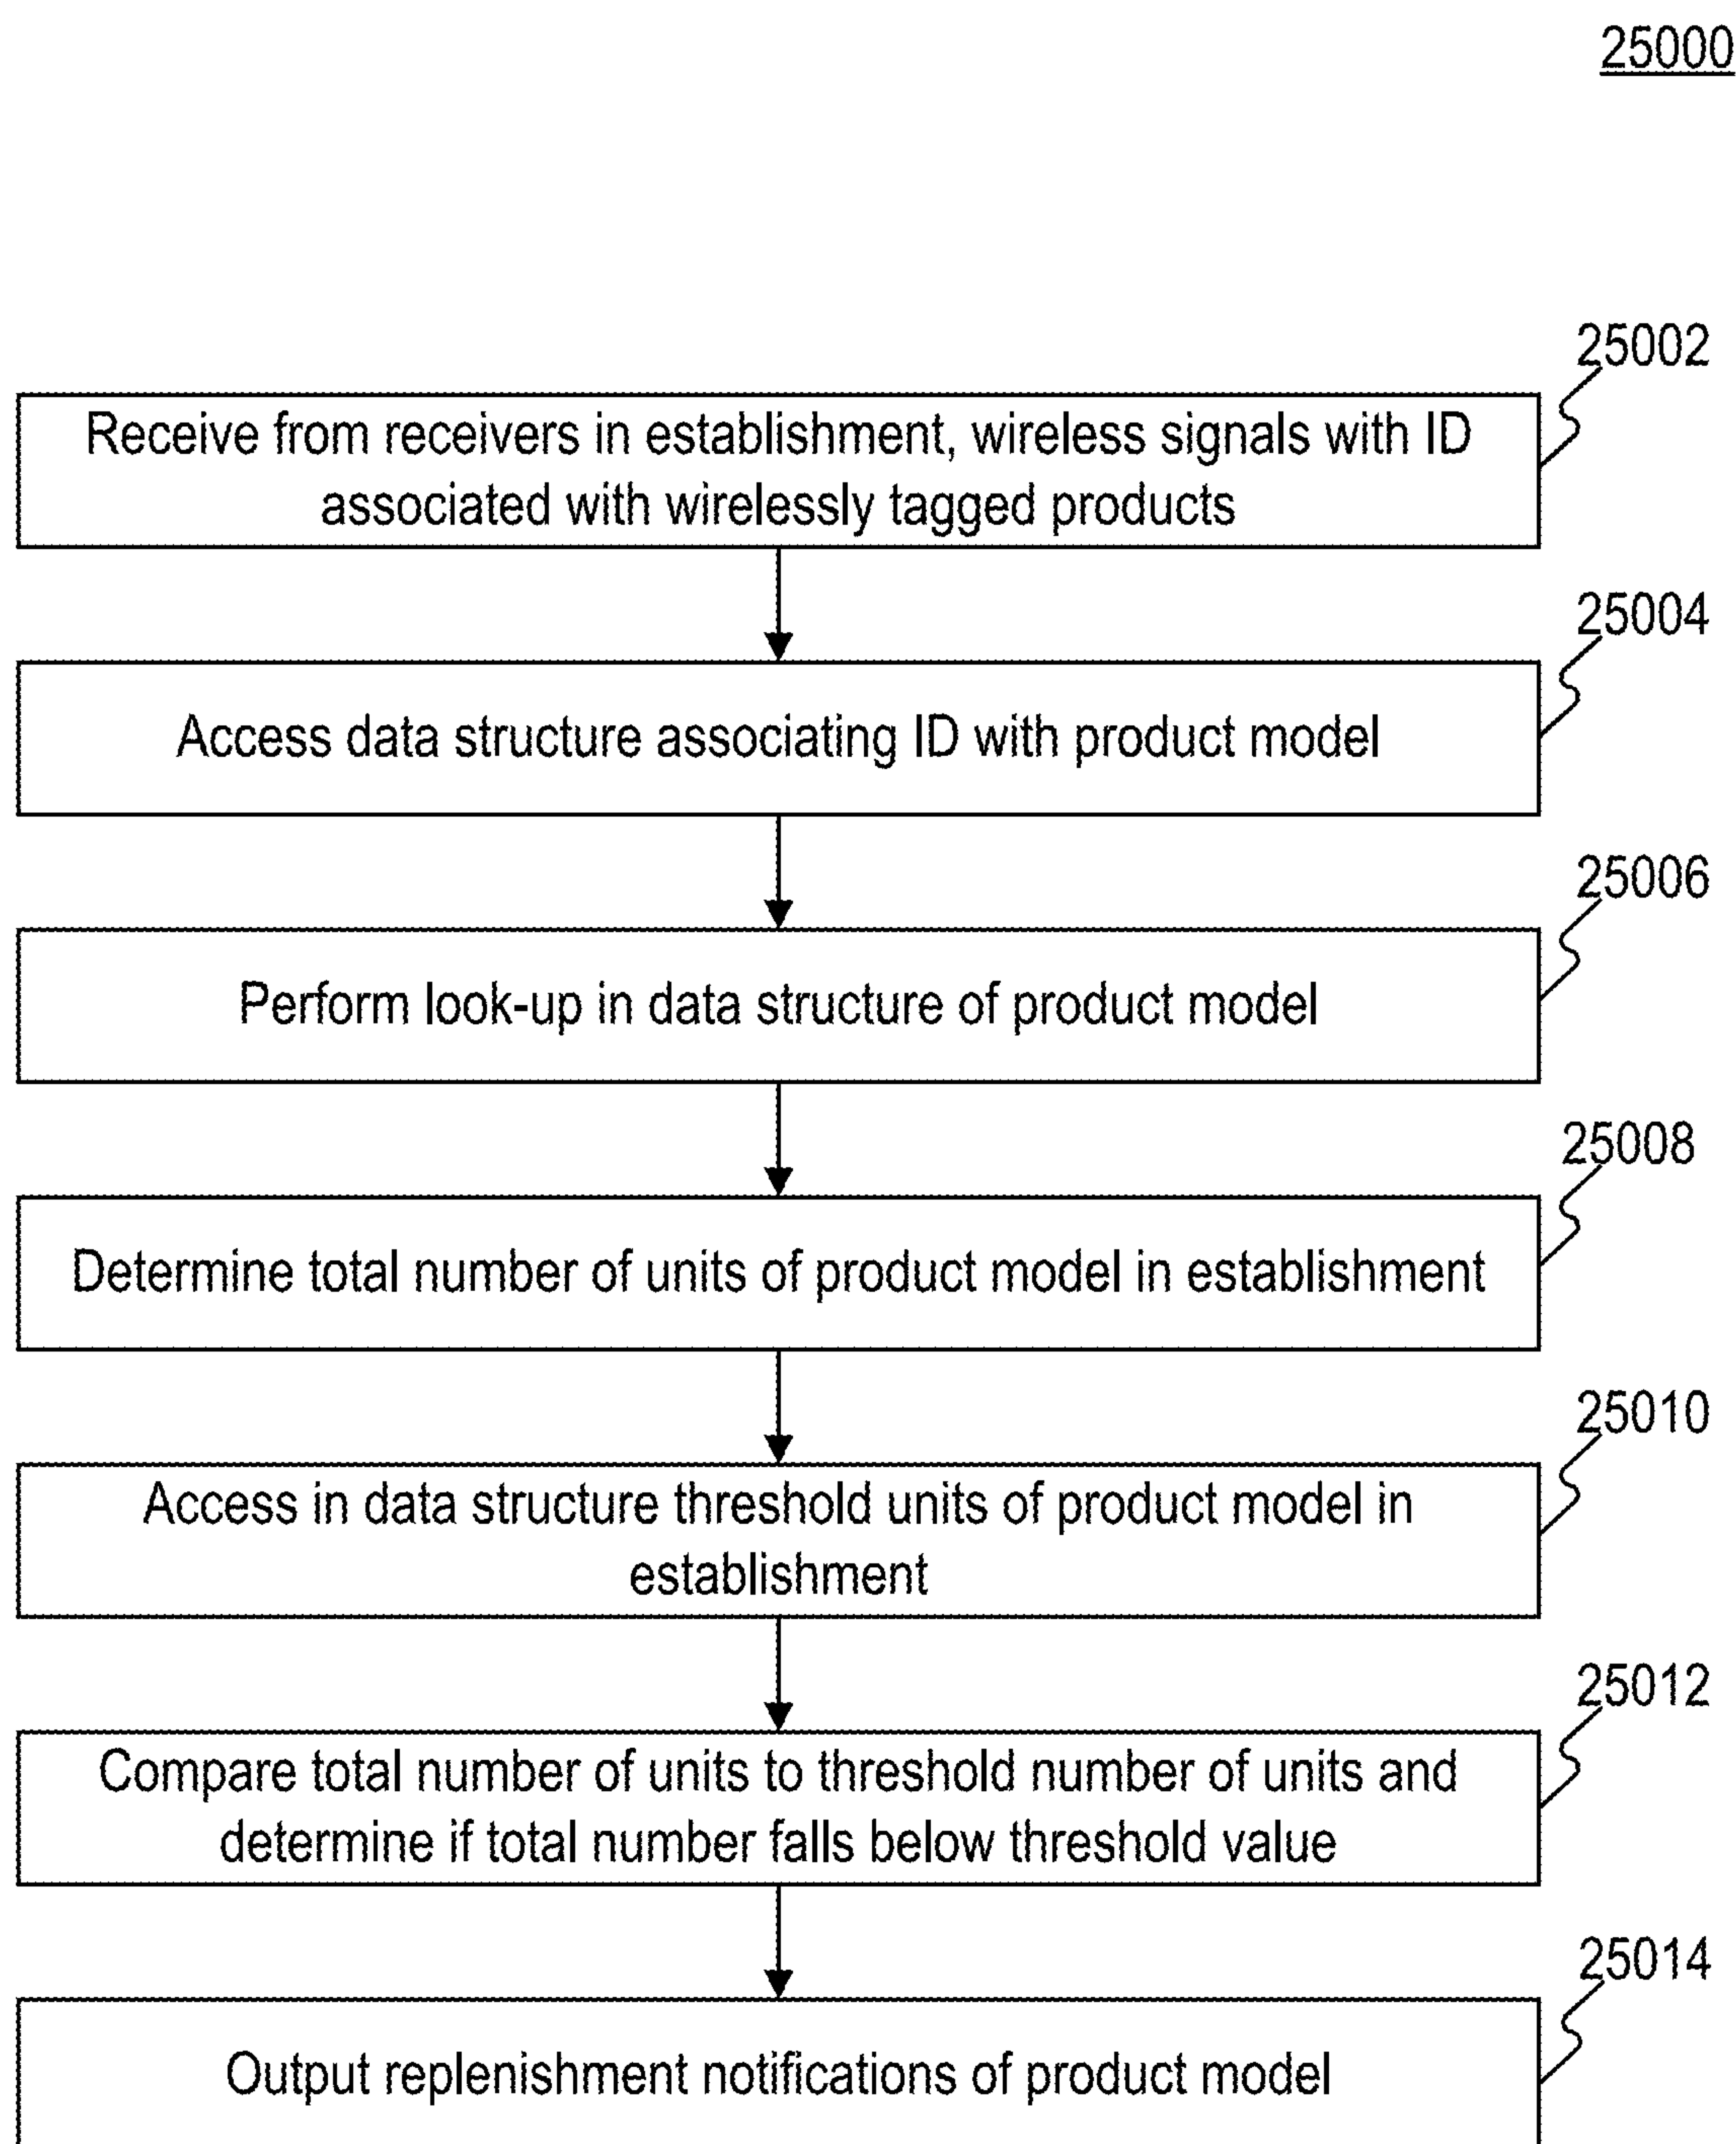 25000
25002
Receive from receivers in establishment, wireless signals with ID
associated with wirelessly tagged products
25004
Access data structure associating ID with product model
25006
Perform look-up in data structure of product model
25008
Determine total number of units of product model in establishment
25010
Access in data structure threshold units of product model in
establishment
25012
Compare total number of units to threshold number of units and
determine if total number falls below threshold value
25014
Output replenishment notifications of product model